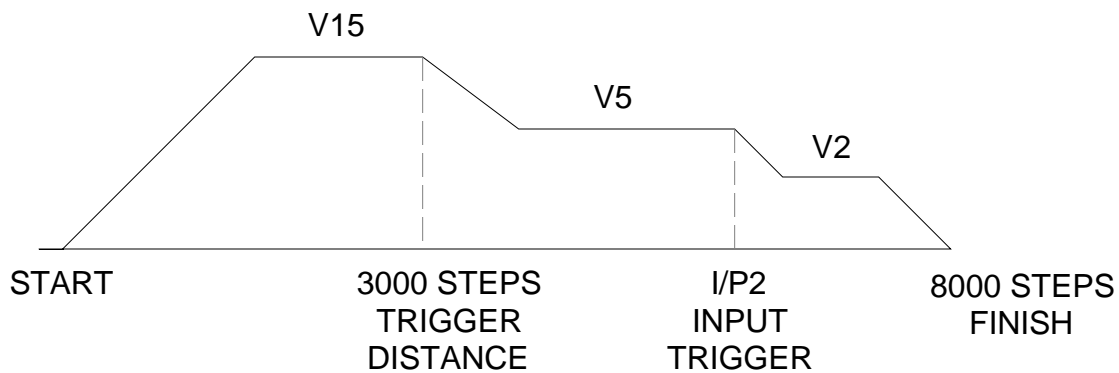 V15
V5
V2
START
3000 STEPS
TRIGGER
DISTANCE
I/P2
INPUT
TRIGGER
8000 STEPS
FINISH